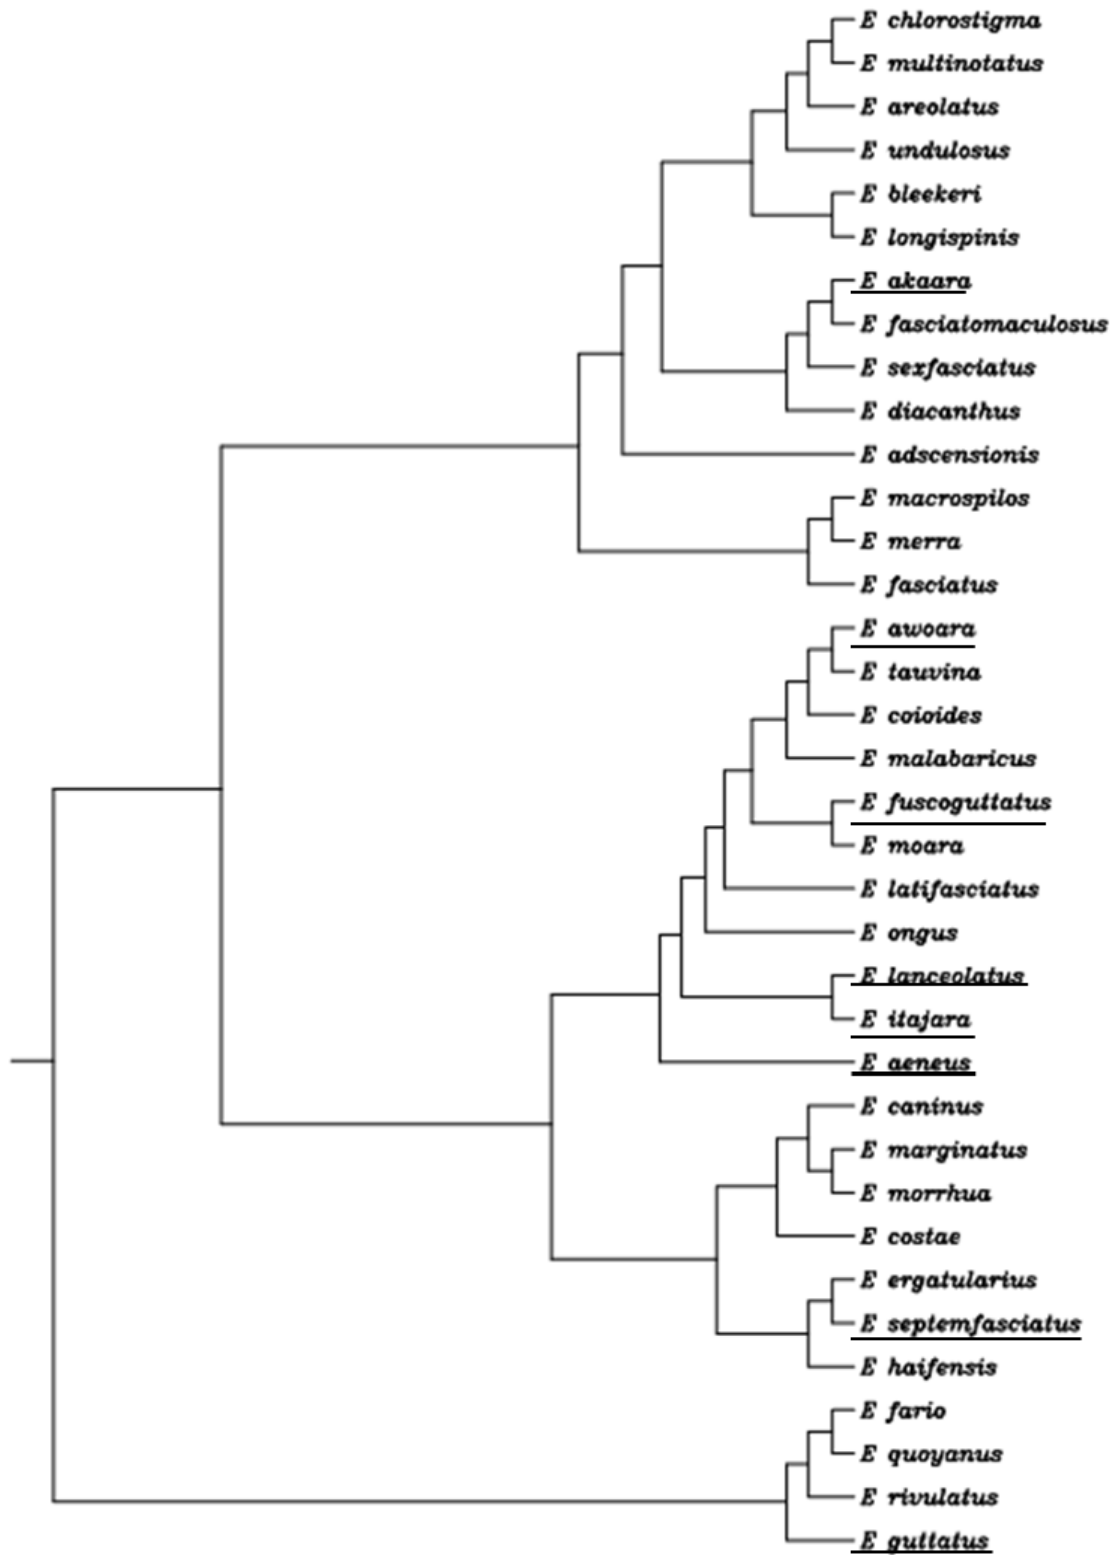 E chlorostigma
E multinotatus
E areolatus
E undulosus
E bleekeri
E longispinis
E akaara
E fasciatomaculosus
E sexfasciatus
E diacanthus
E adscensionis
E macrospilos
E merra
E fasciatus
E awoara
E tauvina
E coioides
E malabaricus
E fuscoguttatus
E moara
E latifasciatus
E ongus
E lanceolatus
E itajara
E aeneus
E caninus
E marginatus
E morrhua
E costae
E ergatularius
E septemfasciatus
E haifensis
E fario
E quoyanus
E rivulatus
E guttatus